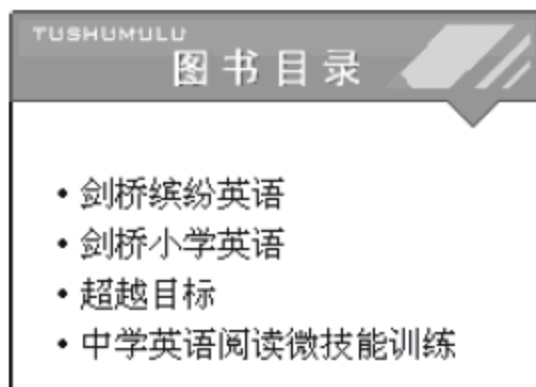 TUSHUMULU
图书目录
• 剑桥缤纷英语
• 剑桥小学英语
• 超越目标
• 中学英语阅读微技能训练